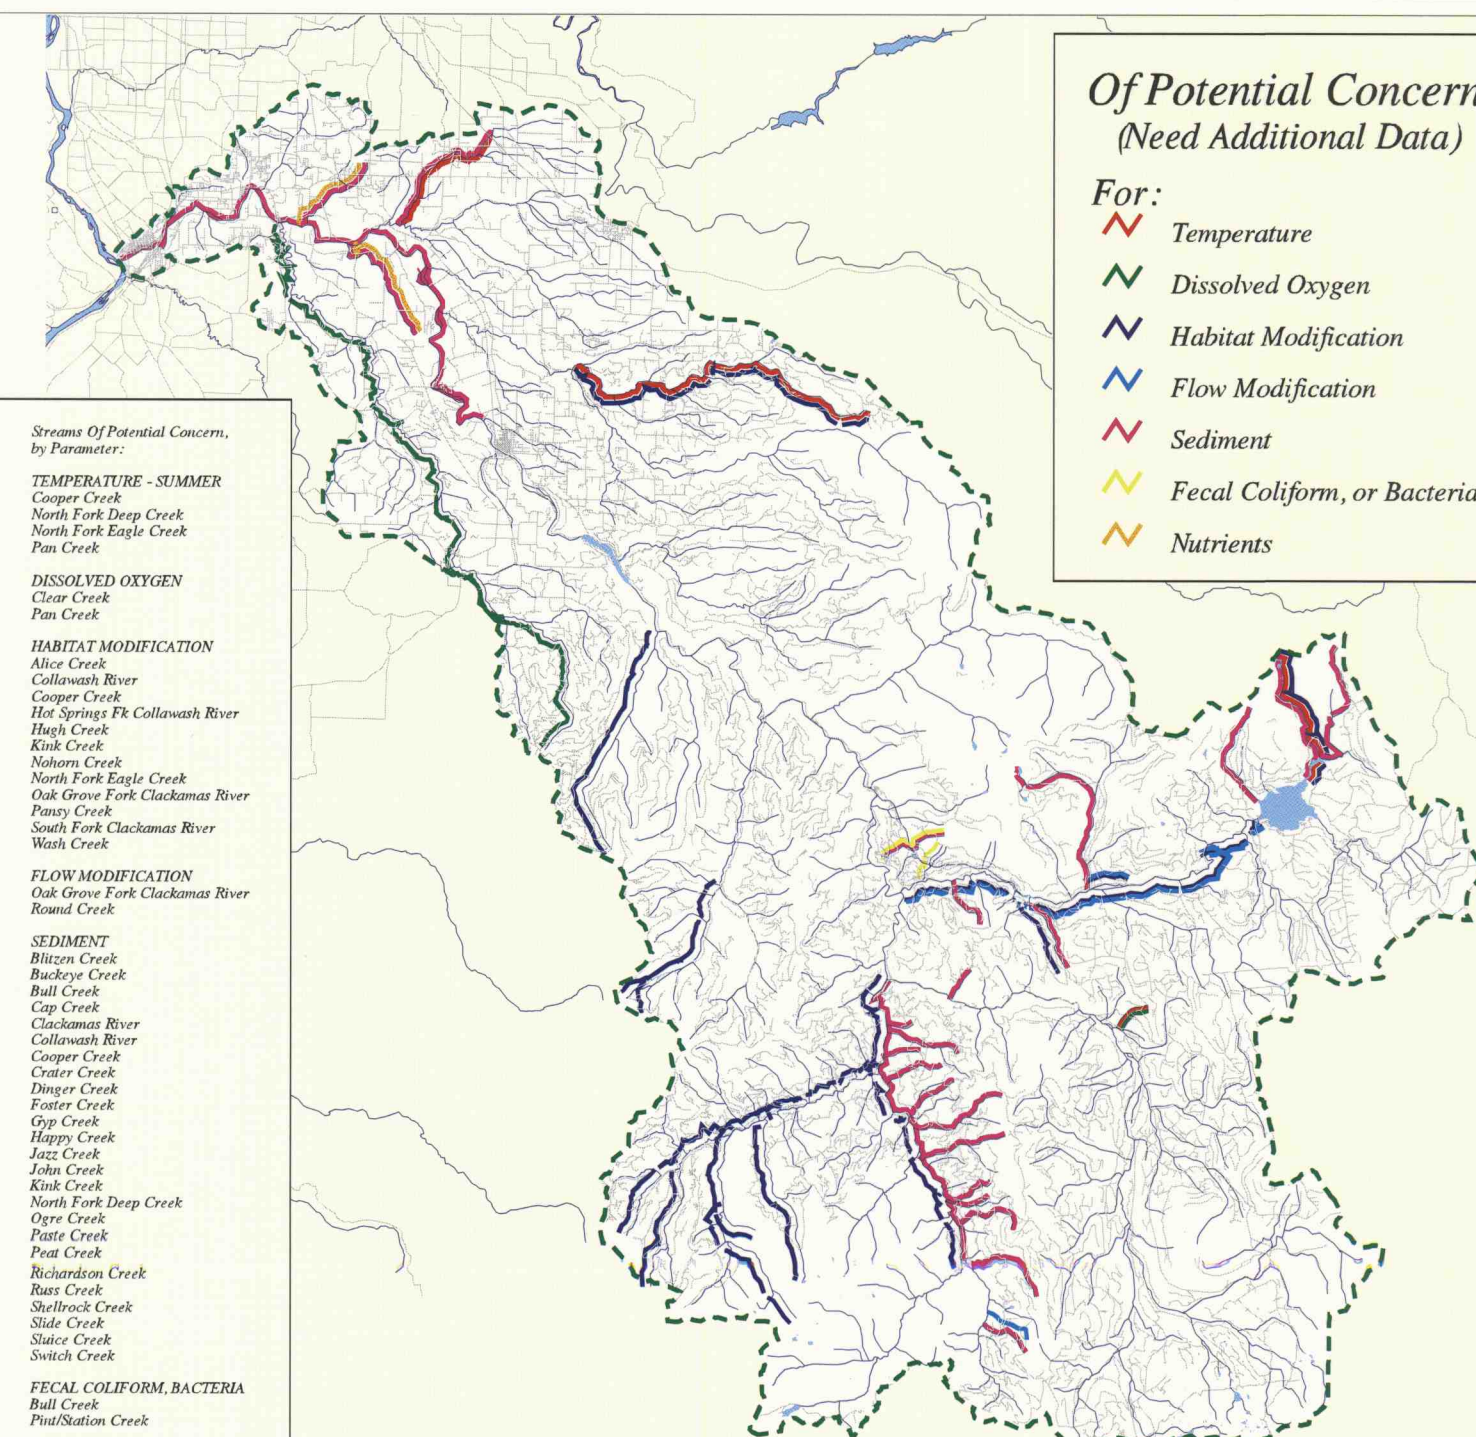 Of Potential Concern
(Need Additional Data)
For:
Temperature
Dissolved Oxygen
Habitat Modification
Flow Modification
Sediment
Fecal Coliform, or Bacteria
Nutrients
Streams Of Potential Concern,
by Parameter:
TEMPERATURE - SUMMER
Cooper Creek
North Fork Deep Creek
North Fork Eagle Creek
Pan Creek
DISSOLVED OXYGEN
Clear Creek
Pan Creek
HABITAT MODIFICATION
Alice Creek
Collawash River
Cooper Creek
Hot Springs Fk Collawash River
Hugh Creek
Kink Creek
Nohorn Creek
North Fork Eagle Creek
Oak Grove Fork Clackamas River
Pansy Creek
South Fork Clackamas River
Wash Creek
FLOW MODIFICATION
Oak Grove Fork Clackamas River
Round Creek
SEDIMENT
Blitzen Creek
Buckeye Creek
Bull Creek
Cap Creek
Clackamas River
Collawash River
Cooper Creek
Crater Creek
Dinger Creek
Foster Creek
Gyp Creek
Happy Creek
Jazz Creek
John Creek
Kink Creek
North Fork Deep Creek
Ogre Creek
Paste Creek
Peat Creek
Richardson Creek
Russ Creek
Shellrock Creek
Slide Creek
Sluice Creek
Switch Creek
FECAL COLIFORM, BACTERIA
Bull Creek
Pint/Station Creek